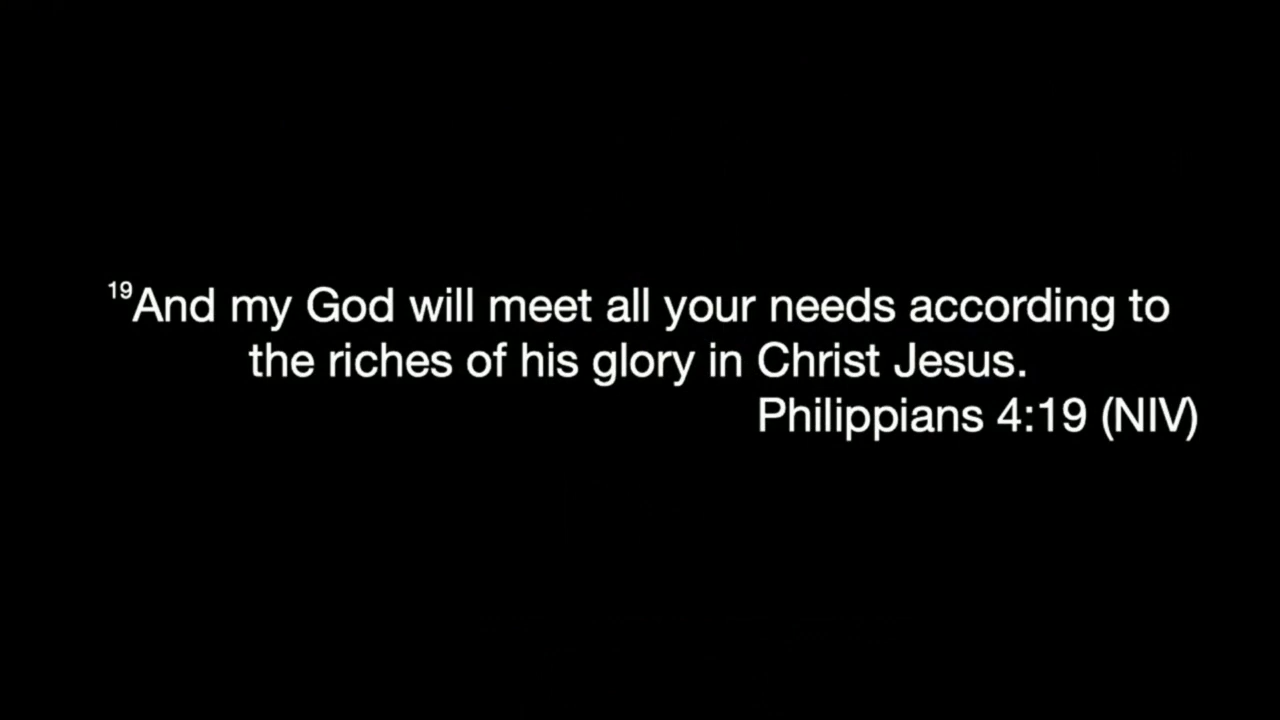 ¹⁹And my God will meet all your needs according to
the riches of his glory in Christ Jesus.
Philippians 4:19 (NIV)